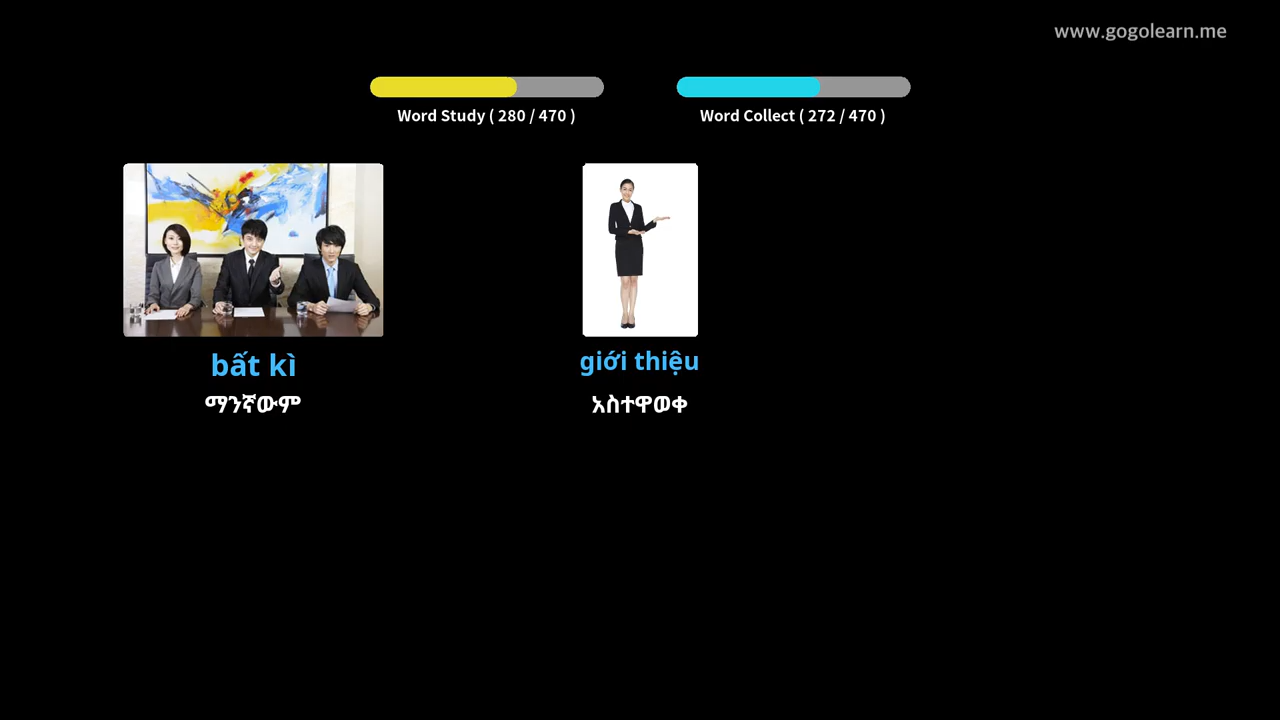 www.gogolearn.me
Word Study ( 280 / 470 )
Word Collect ( 272 / 470 )
bất kì
ማንኛውም
giới thiệu
አስተዋወቀ